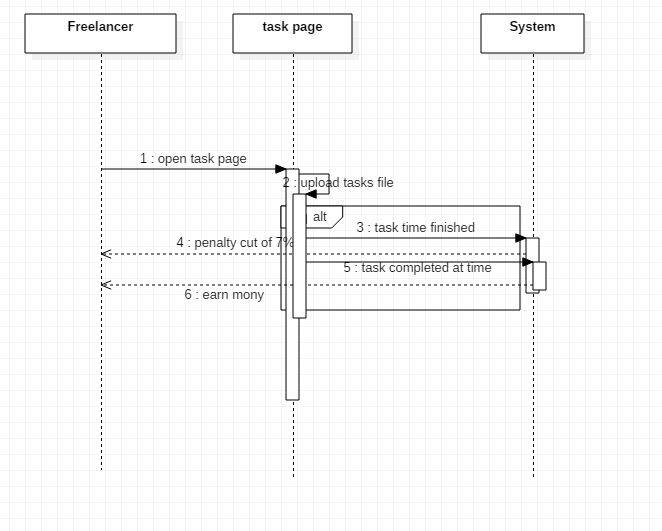 Freelancer
task page
System
1 : open task page
2 : upload tasks file
alt
3 : task time finished
4 : penalty cut of 7%
5 : task completed at time
6 : earn mony